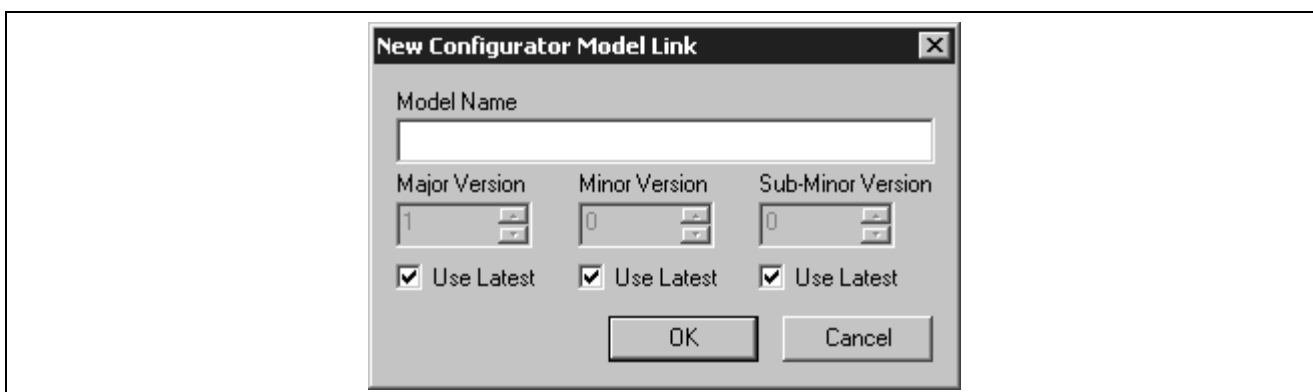 New Configurator Model Link
Model Name
Major Version Minor Version Sub-Minor Version
1 0 0
Use Latest Use Latest Use Latest
OK Cancel